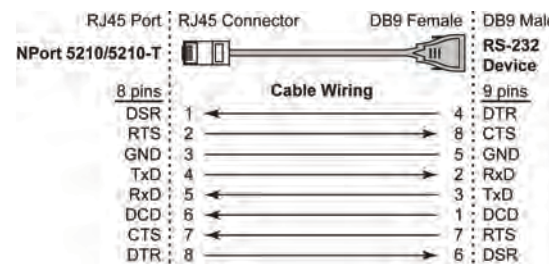 RJ45 Port RJ45 Connector DB9 Female DB9 Male
NPort 5210/5210-T RS-232
Device
8 pins Cable Wiring 9 pins
DSR 1 4 DTR
RTS 2 8 CTS
GND 3 5 GND
TxD 4 2 RxD
RxD 5 3 TxD
DCD 6 1 DCD
CTS 7 7 RTS
DTR 8 6 DSR